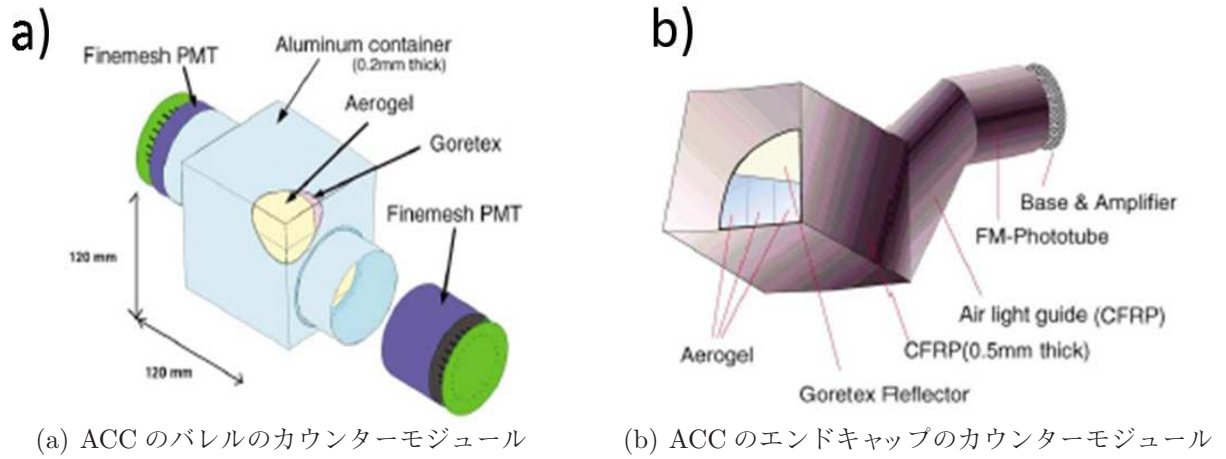 a)
Finemesh PMT
Aluminum container
(0.2mm thick)
Aerogel
Goretex
Finemesh PMT
120 mm
120 mm
(a) ACC のバレルのカウンターモジュール
b)
Base & Amplifier
FM-Phototube
Air light guide (CFRP)
CFRP(0.5mm thick)
Aerogel
Goretex Reflector
(b) ACC のエンドキャップのカウンターモジュール